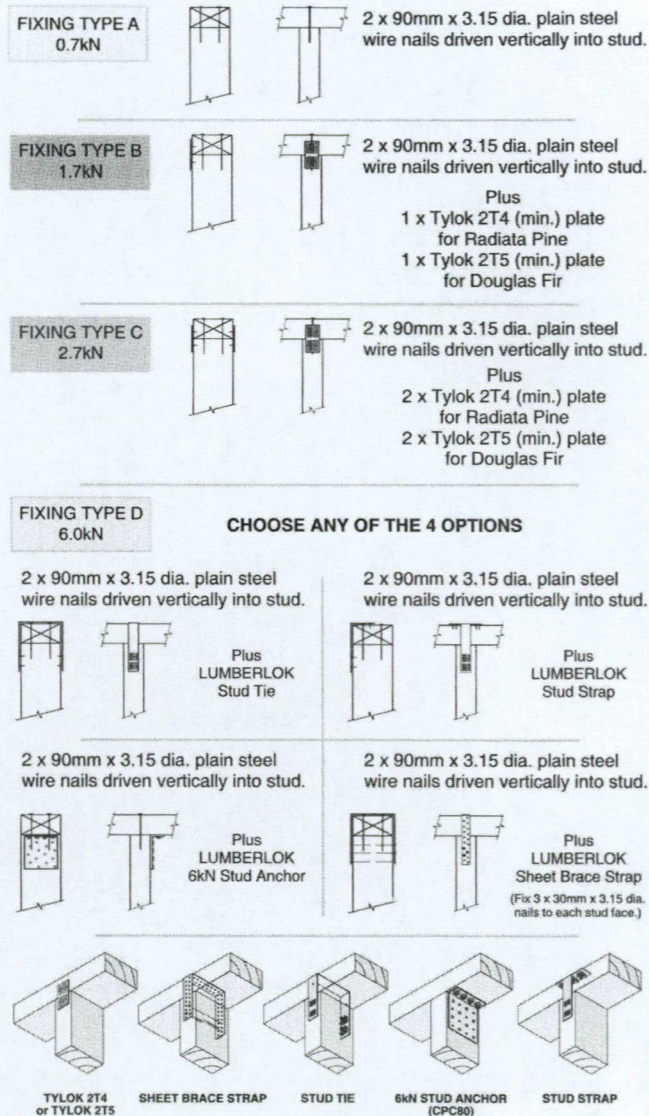 FIXING TYPE A
0.7kN
2 x 90mm x 3.15 dia. plain steel
wire nails driven vertically into stud.
FIXING TYPE B
1.7kN
2 x 90mm x 3.15 dia. plain steel
wire nails driven vertically into stud.
Plus
1 x Tylok 2T4 (min.) plate
for Radiata Pine
1 x Tylok 2T5 (min.) plate
for Douglas Fir
FIXING TYPE C
2.7kN
2 x 90mm x 3.15 dia. plain steel
wire nails driven vertically into stud.
Plus
2 x Tylok 2T4 (min.) plate
for Radiata Pine
2 x Tylok 2T5 (min.) plate
for Douglas Fir
FIXING TYPE D
6.0kN
CHOOSE ANY OF THE 4 OPTIONS
2 x 90mm x 3.15 dia. plain steel
wire nails driven vertically into stud.
Plus
LUMBERLOK
Stud Tie
2 x 90mm x 3.15 dia. plain steel
wire nails driven vertically into stud.
Plus
LUMBERLOK
Stud Strap
2 x 90mm x 3.15 dia. plain steel
wire nails driven vertically into stud.
Plus
LUMBERLOK
6kN Stud Anchor
2 x 90mm x 3.15 dia. plain steel
wire nails driven vertically into stud.
Plus
LUMBERLOK
Sheet Brace Strap
(Fix 3 x 30mm x 3.15 dia.
nails to each stud face.)
TYLOK 2T4
or TYLOK 2T5
SHEET BRACE STRAP
STUD TIE
6kN STUD ANCHOR
(CPC80)
STUD STRAP